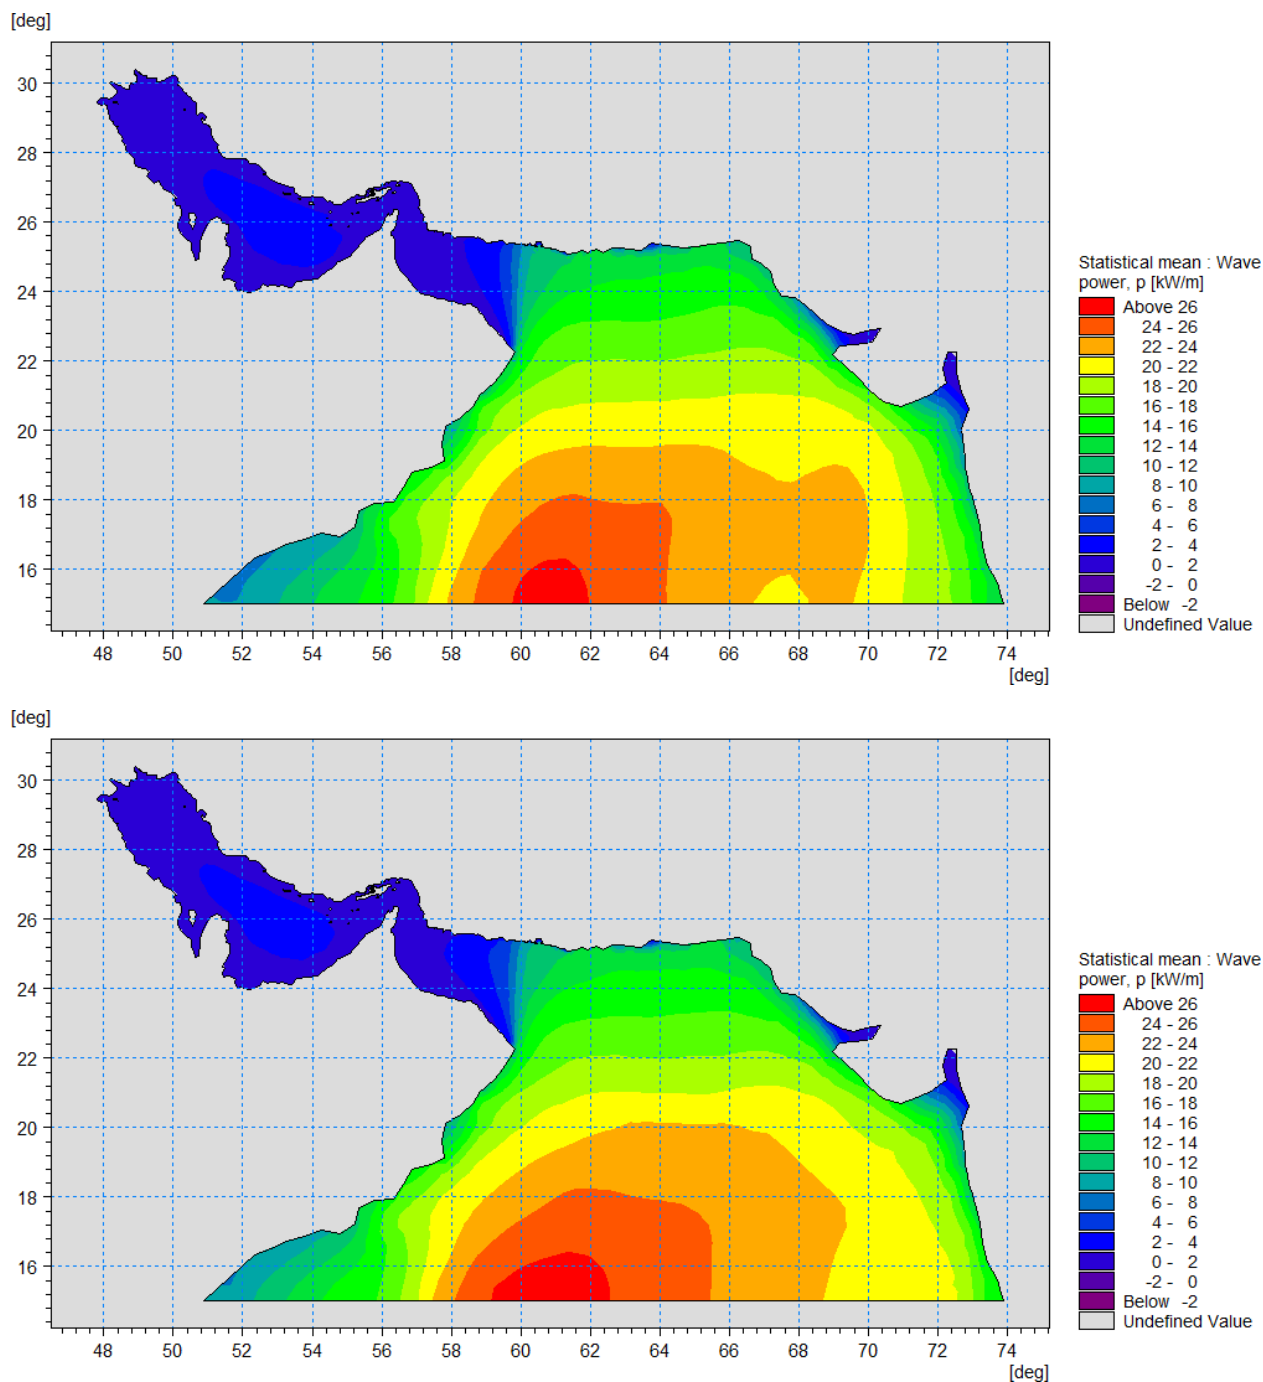 [deg]
30
28
26
24
22
20
18
16
48 50 52 54 56 58 60 62 64 66 68 70 72 74
[deg]
Statistical mean : Wave
power, p [kW/m]
Above 26
24 - 26
22 - 24
20 - 22
18 - 20
16 - 18
14 - 16
12 - 14
10 - 12
8 - 10
6 - 8
4 - 6
2 - 4
0 - 2
-2 - 0
Below -2
Undefined Value
[deg]
30
28
26
24
22
20
18
16
48 50 52 54 56 58 60 62 64 66 68 70 72 74
[deg]
Statistical mean : Wave
power, p [kW/m]
Above 26
24 - 26
22 - 24
20 - 22
18 - 20
16 - 18
14 - 16
12 - 14
10 - 12
8 - 10
6 - 8
4 - 6
2 - 4
0 - 2
-2 - 0
Below -2
Undefined Value